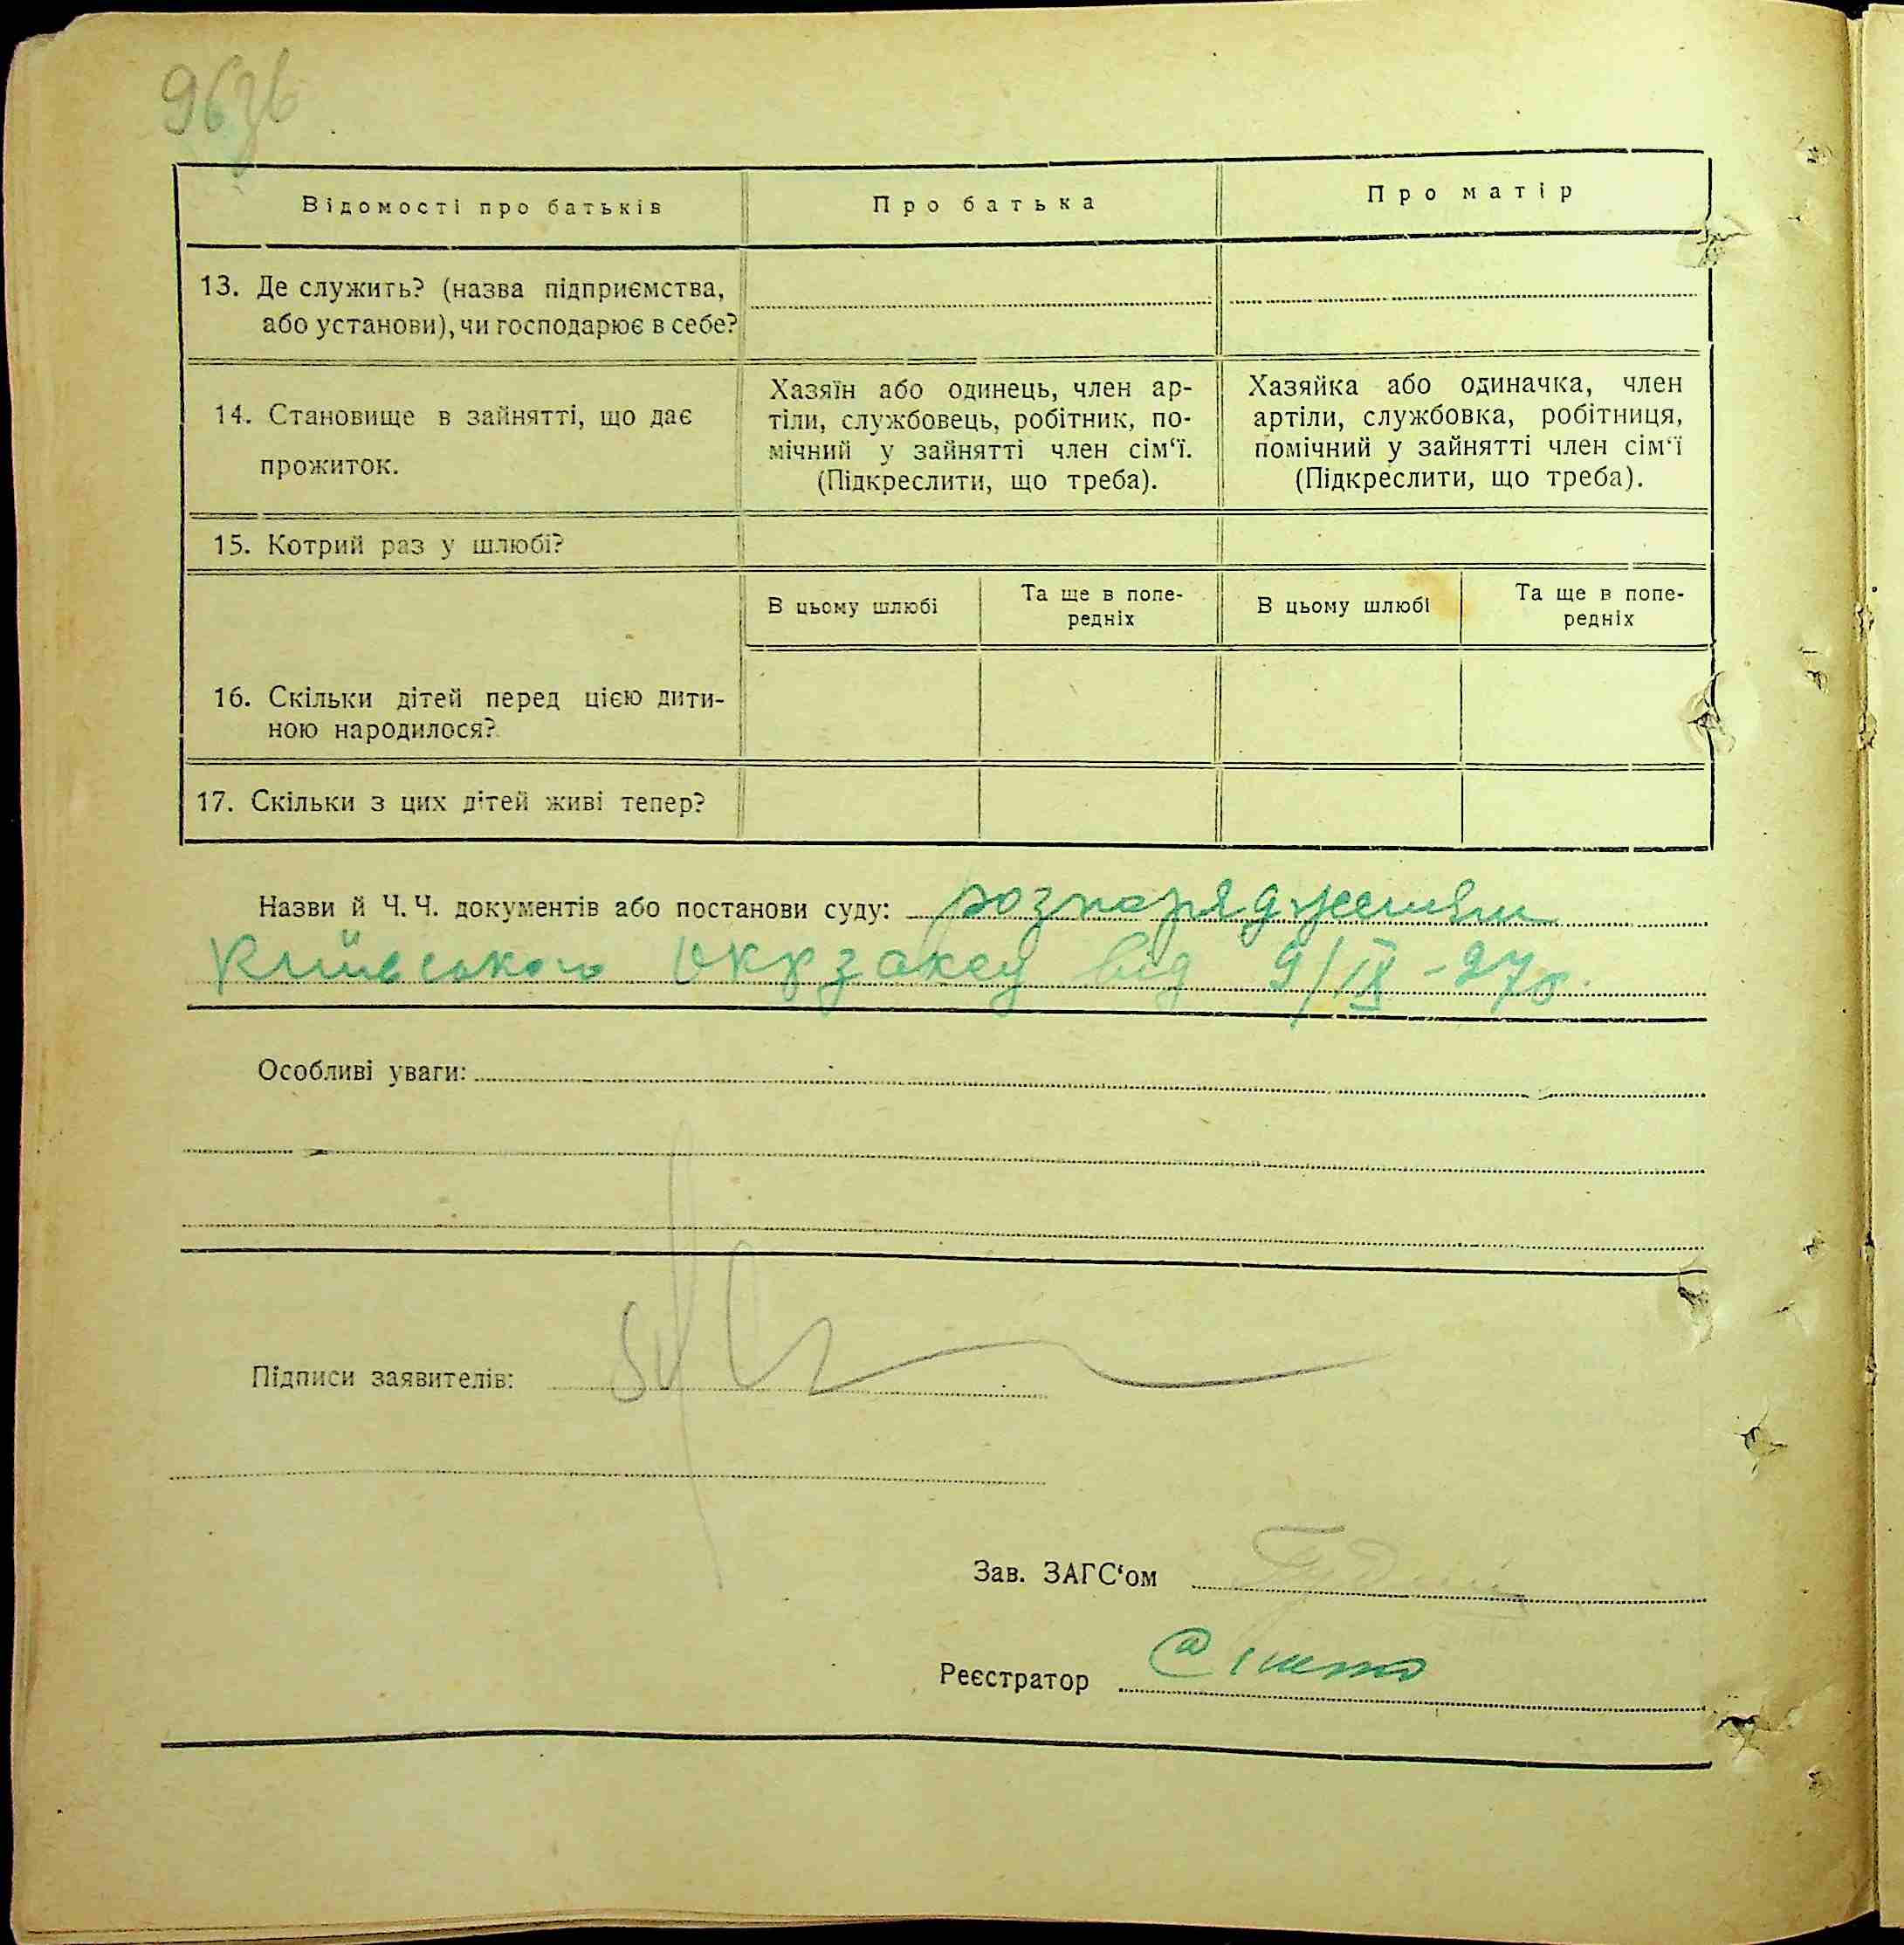 96зв
Відомості про батьків
Про батька
Про матір
13. Де служить? (назва підприємства,
або установи), чи господарює в себе?
14. Становище в зайнятті, що дає
прожиток.
Хазяїн або одинець, член ар-
тіли, службовець, робітник, по-
мічний у зайнятті член сім‘ї.
(Підкреслити, що треба).
Хазяйка або одиначка, член
артіли, службовка, робітниця,
помічний у зайнятті член сім‘ї
(Підкреслити, що треба).
15. Котрий раз у шлюбі?
В цьому шлюбі
Та ще в попе-
редніх
В цьому шлюбі
Та ще в попе-
редніх
16. Скільки дітей перед цією дити-
ною народилося?
17. Скільки з цих дітей живі тепер?
Назви й Ч. Ч. документів або постанови суду: розпорядження
Київського Окрзагсу від 9/IX-27р.
Особливі уваги:
Підписи заявителів:
Зав. ЗАГС‘ом
Реєстратор